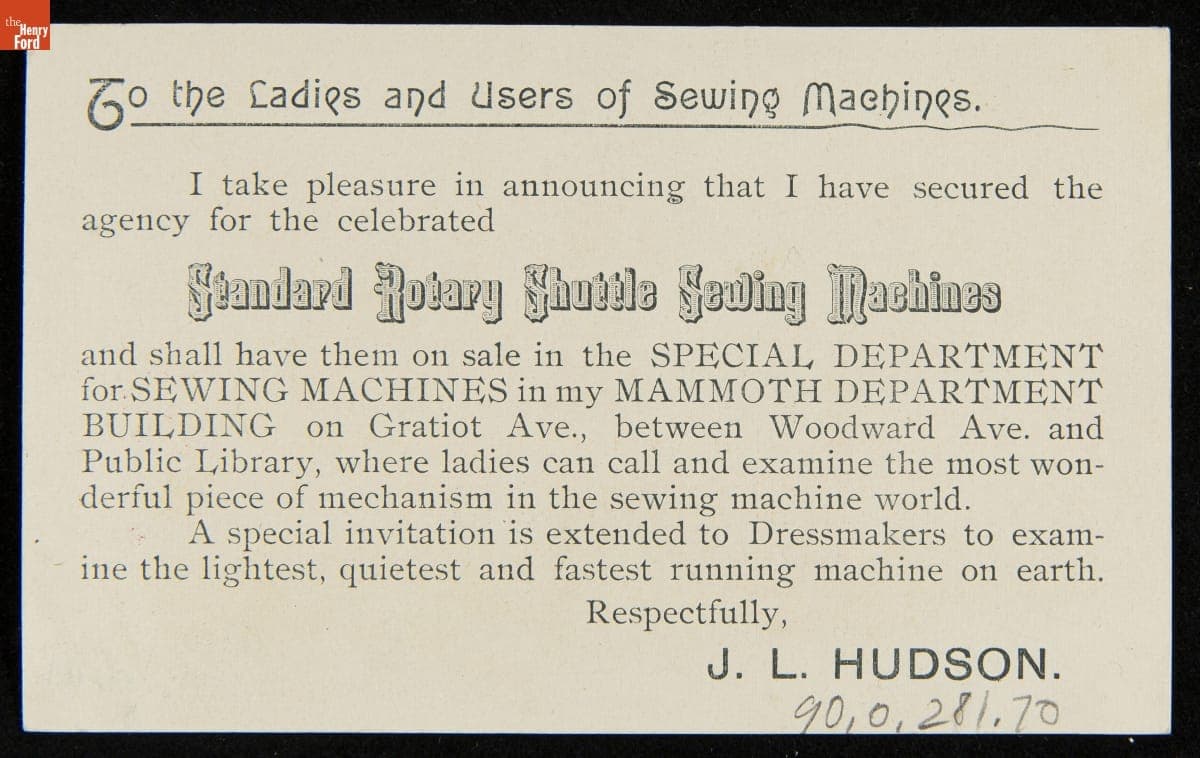 the
Henry
Ford
To the Ladies and Users of Sewing Machines.
I take pleasure in announcing that I have secured the
agency for the celebrated
Standard Rotary Shuttle Sewing Machines
and shall have them on sale in the SPECIAL DEPARTMENT
for SEWING MACHINES in my MAMMOTH DEPARTMENT
BUILDING on Gratiot Ave., between Woodward Ave. and
Public Library, where ladies can call and examine the most won-
derful piece of mechanism in the sewing machine world.
A special invitation is extended to Dressmakers to exam-
ine the lightest, quietest and fastest running machine on earth.
Respectfully,
J. L. HUDSON.
90.0.281.70